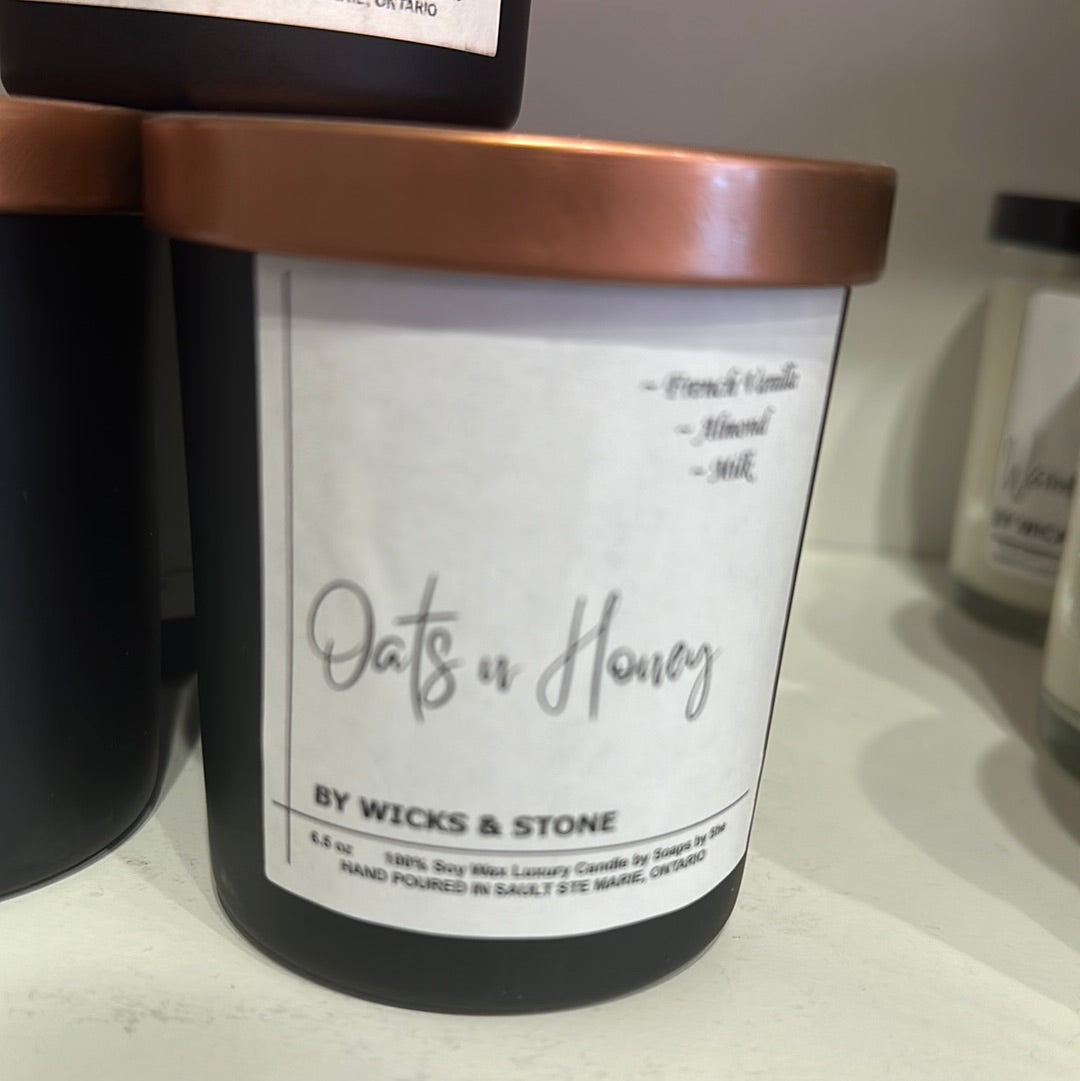 ONTARIO
~ French Vanilla
~ Almond
~ Milk
Oats n Honey
BY WICKS & STONE
6.5 oz 100% Soy Wax Luxury Candle by Soaps by She
HAND POURED IN SAULT STE MARIE, ONTARIO